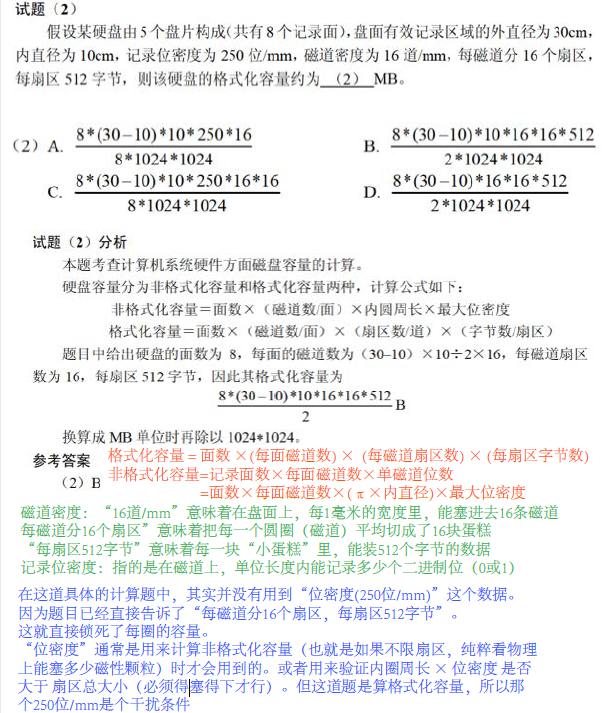 试题（2）
假设某硬盘由5个盘片构成（共有8个记录面），盘面有效记录区域的外直径为30cm，
内直径为10cm，记录位密度为250位/mm，磁道密度为16道/mm，每磁道分16个扇区，
每扇区512字节，则该硬盘的格式化容量约为 （2） MB。
（2）A. 8*(30–10)*10*250*16 / 8*1024*1024
B. 8*(30–10)*10*16*16*512 / 2*1024*1024
C. 8*(30–10)*10*250*16*16 / 8*1024*1024
D. 8*(30–10)*16*16*512 / 2*1024*1024
试题（2）分析
本题考查计算机系统硬件方面磁盘容量的计算。
硬盘容量分为非格式化容量和格式化容量两种，计算公式如下：
非格式化容量＝面数×（磁道数/面）×内圆周长×最大位密度
格式化容量＝面数×（磁道数/面）×（扇区数/道）×（字节数/扇区）
题目中给出硬盘的面数为 8，每面的磁道数为（30–10）×10÷2×16，每磁道扇区
数为 16，每扇区 512 字节，因此其格式化容量为
8*(30–10)*10*16*16*512 / 2 B
换算成 MB 单位时再除以 1024*1024。
参考答案
（2）B
格式化容量 = 面数 ×(每面磁道数) × (每磁道扇区数) × (每扇区字节数)
非格式化容量=记录面数×每面磁道数×单磁道位数
=面数×每面磁道数×( π × 内直径)×最大位密度
磁道密度：“16道/mm”意味着在盘面上，每1毫米的宽度里，能塞进去16条磁道
每磁道分16个扇区”意味着把每一个圆圈（磁道）平均切成了16块蛋糕
“每扇区512字节”意味着每一块“小蛋糕”里，能装512个字节的数据
记录位密度：指的是在磁道上，单位长度内能记录多少个二进制位（0或1）
在这道具体的计算题中，其实并没有用到“位密度(250位/mm)”这个数据。
因为题目已经直接告诉了“每磁道分16个扇区，每扇区512字节”。
这就直接锁死了每圈的容量。
“位密度”通常是用来计算非格式化容量（也就是如果不限扇区，纯粹看物理
上能塞多少磁性颗粒）时才会用到的。或者用来验证内圈周长 × 位密度 是否
大于 扇区总大小（必须得塞得下才行）。但这道题是算格式化容量，所以那
个250位/mm是个干扰条件